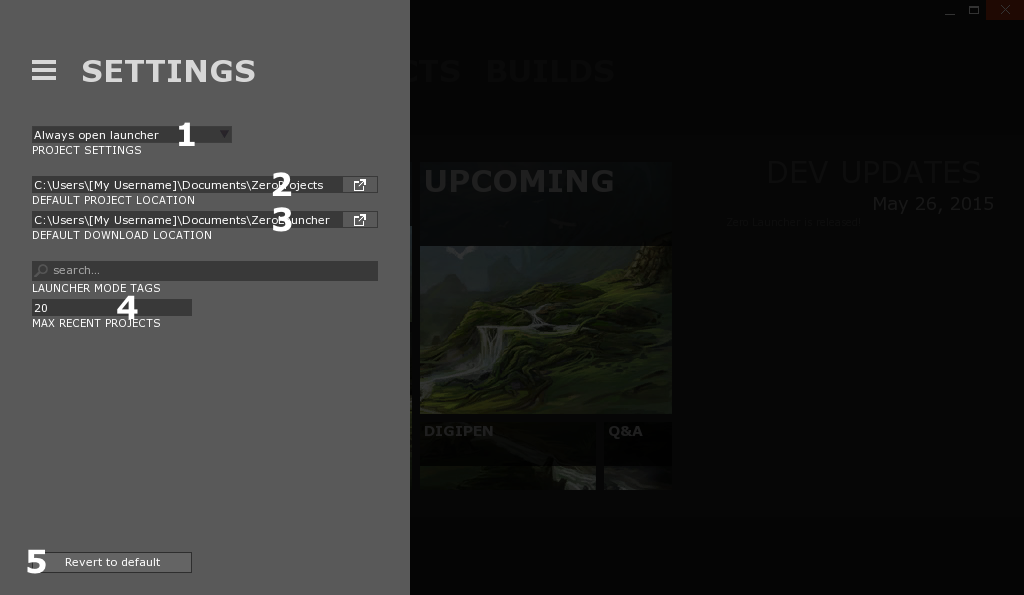 SETTINGS
CTS BUILDS
Always open launcher 1
PROJECT SETTINGS
C:\Users\[My Username]\Documents\ZeroProjects
2
DEFAULT PROJECT LOCATION
C:\Users\[My Username]\Documents\ZeroLauncher
3
DEFAULT DOWNLOAD LOCATION
search...
LAUNCHER MODE TAGS
20 4
MAX RECENT PROJECTS
5 Revert to default
UPCOMING
DIGIPEN
Q&A
DEV UPDATES
May 26, 2015